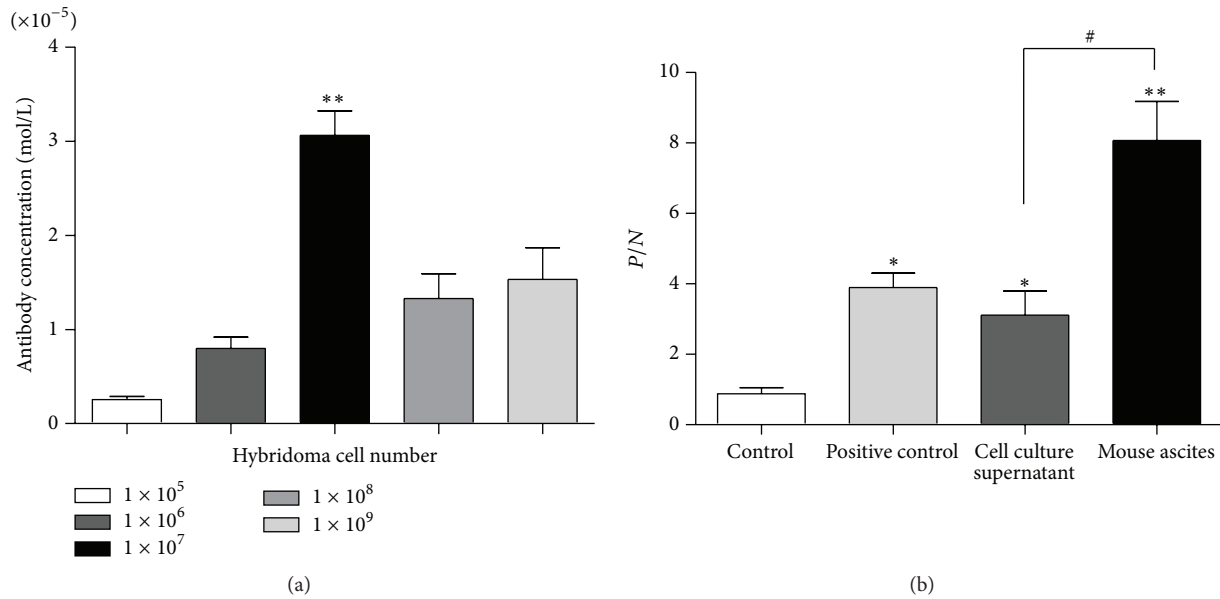 (×10⁻⁵)
4
3
2
1
0
Antibody concentration (mol/L)
**
Hybridoma cell number
1 × 10⁵
1 × 10⁶
1 × 10⁷
1 × 10⁸
1 × 10⁹
(a)
10
8
6
4
2
0
P/N
*
*
**
#
Control
Positive control
Cell culture
supernatant
Mouse ascites
(b)